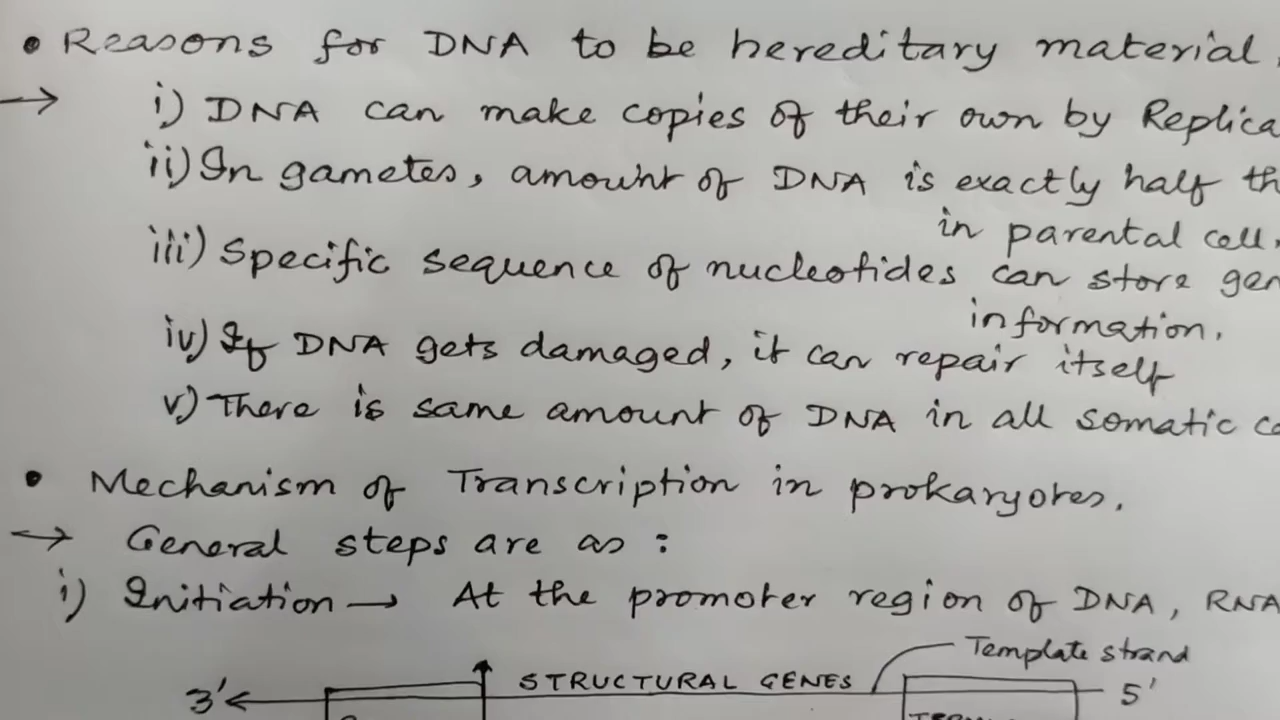 • Reasons for DNA to be hereditary material.
→ i) DNA can make copies of their own by Replica
ii) In gametes, amount of DNA is exactly half th
in parental cell.
iii) Specific sequence of nucleotides can store gen
information.
iv) If DNA gets damaged, it can repair itself
v) There is same amount of DNA in all somatic c
• Mechanism of Transcription in prokaryotes.
→ General steps are as :
i) Initiation → At the promoter region of DNA, RNA
Template strand
3' ← STRUCTURAL GENES 5'